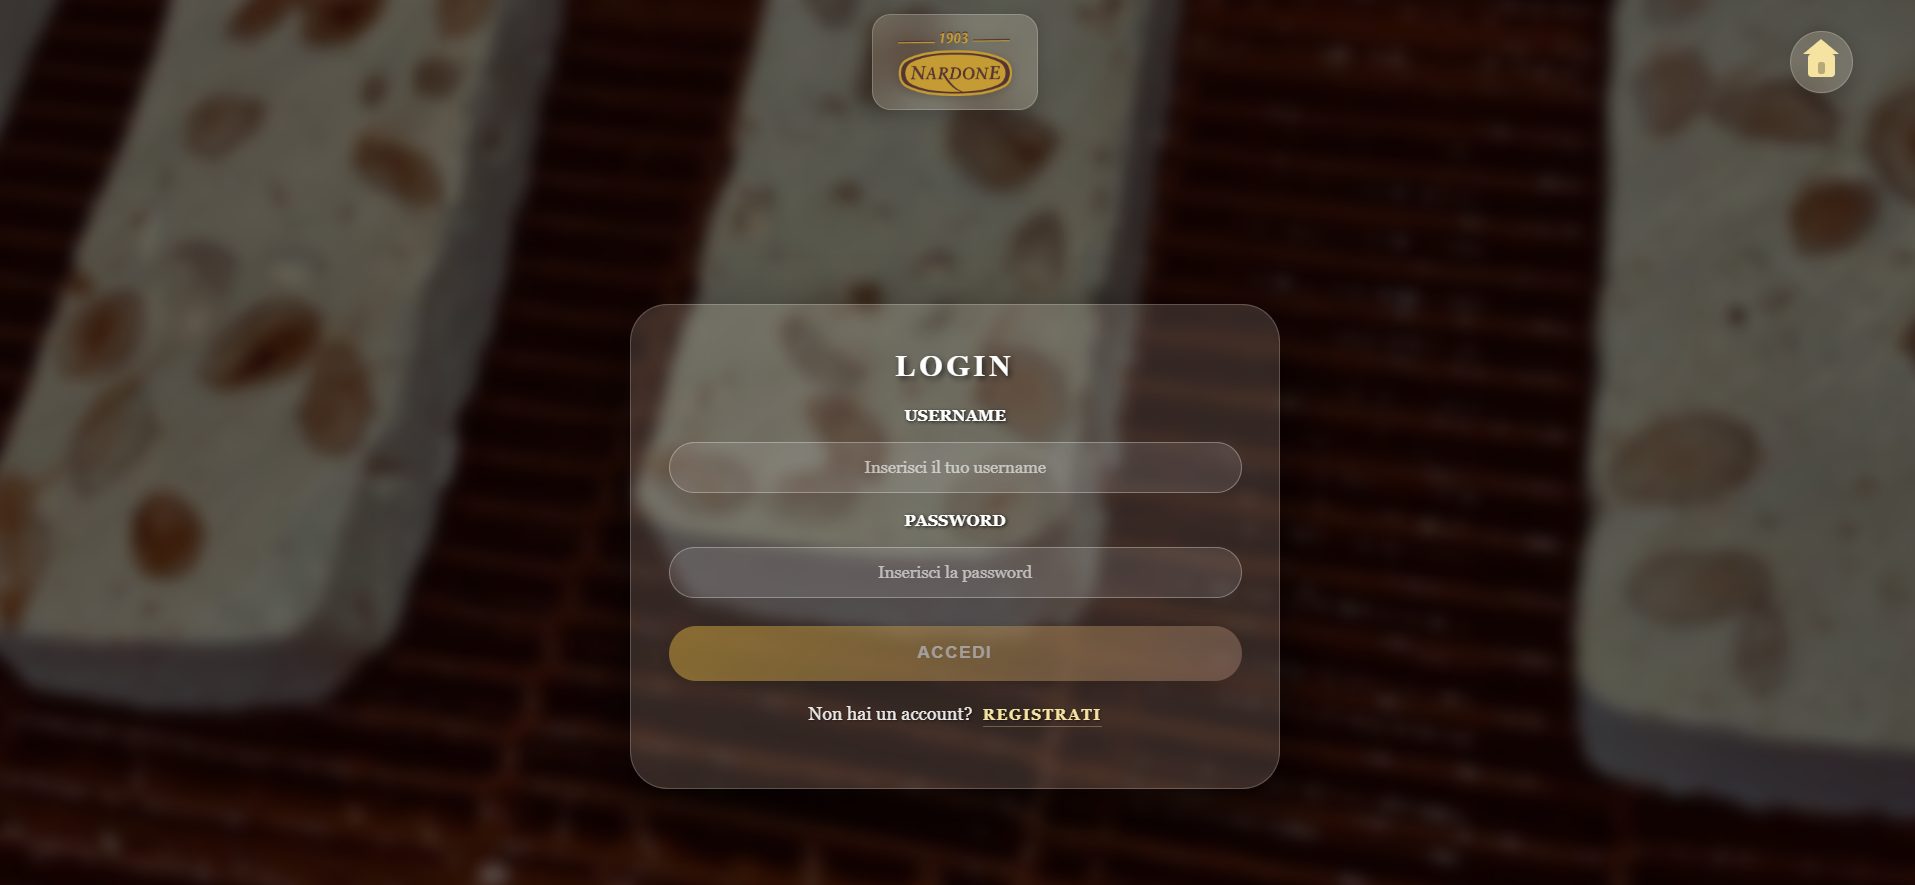 1903
NARDONE
LOGIN
USERNAME
Inserisci il tuo username
PASSWORD
Inserisci la password
ACCEDI
Non hai un account? REGISTRATI